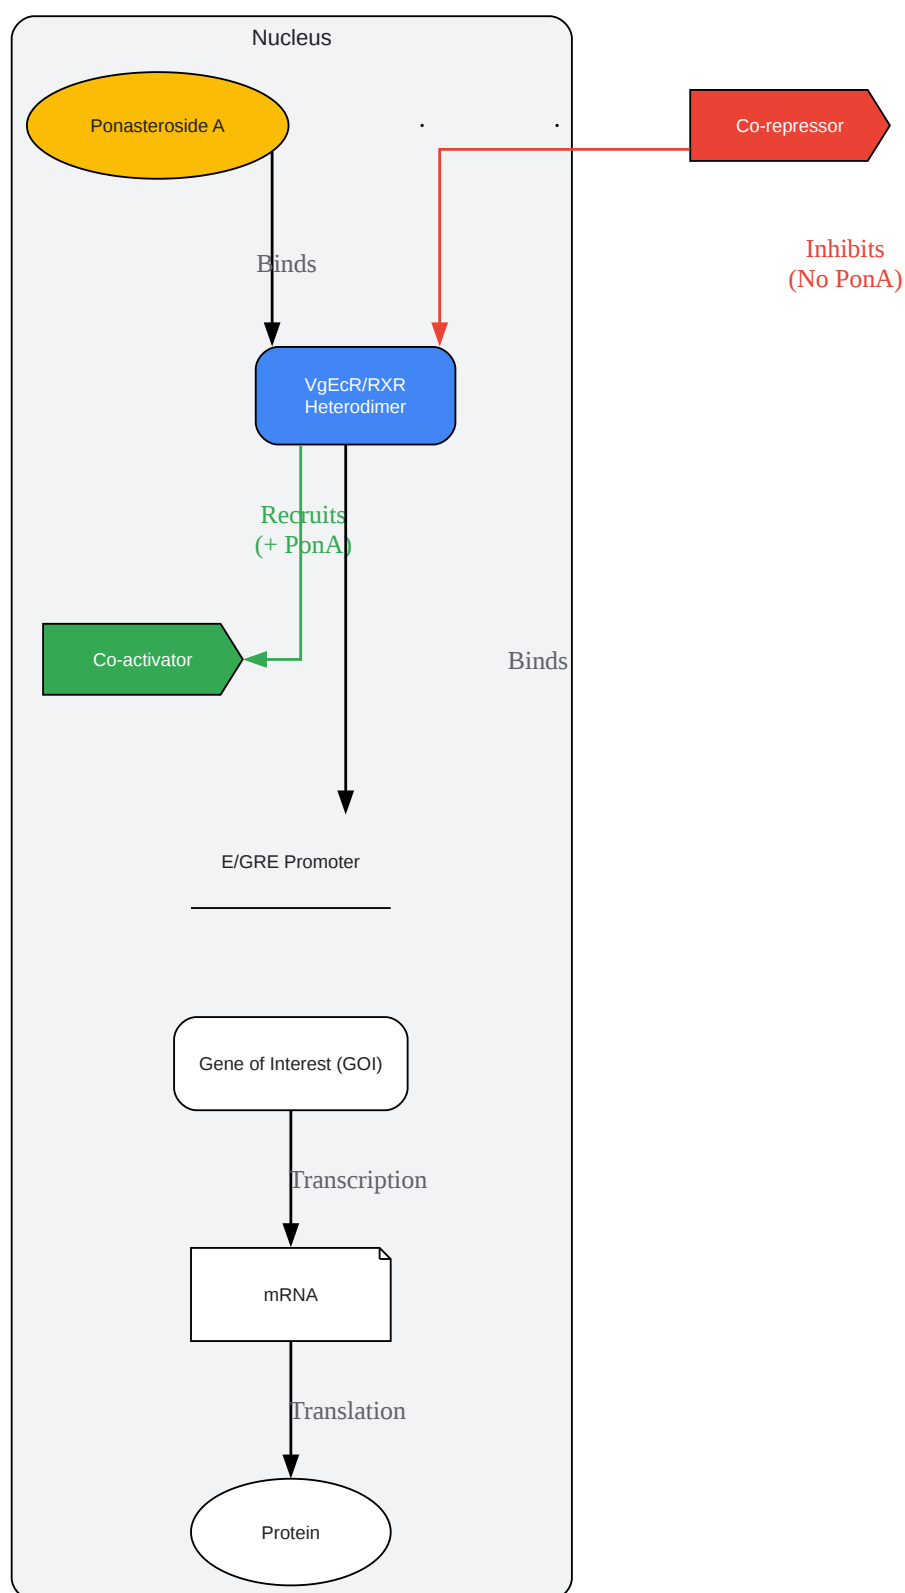 Nucleus
Ponasteroside A
Co-repressor
Inhibits
(No PonA)
Binds
VgEcR/RXR
Heterodimer
Recruits
(+ PonA)
Co-activator
Binds
E/GRE Promoter
Gene of Interest (GOI)
Transcription
mRNA
Translation
Protein